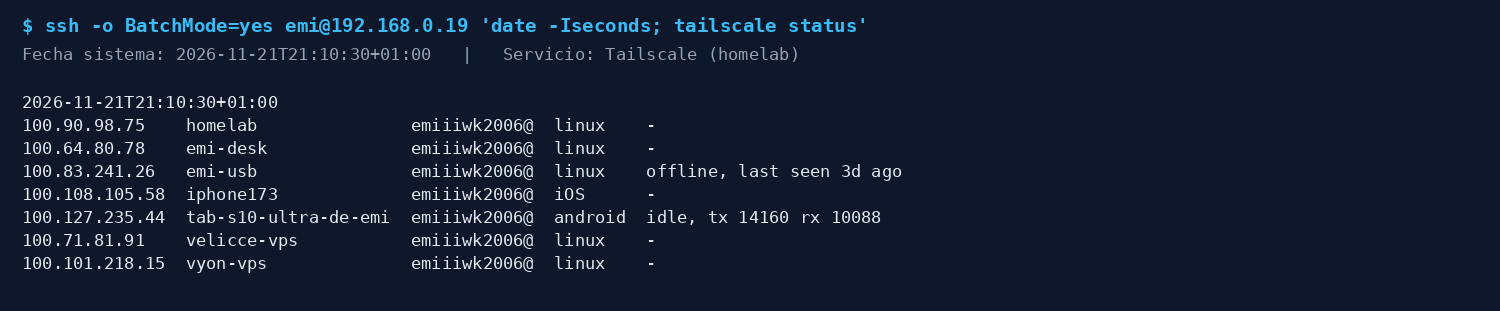 $ ssh -o BatchMode=yes emi@192.168.0.19 'date -Iseconds; tailscale status'
Fecha sistema: 2026-11-21T21:10:30+01:00   |   Servicio: Tailscale (homelab)
2026-11-21T21:10:30+01:00
100.90.98.75    homelab               emiiiwk2006@  linux    -
100.64.80.78    emi-desk              emiiiwk2006@  linux    -
100.83.241.26   emi-usb               emiiiwk2006@  linux    offline, last seen 3d ago
100.108.105.58  iphone173             emiiiwk2006@  iOS      -
100.127.235.44  tab-s10-ultra-de-emi  emiiiwk2006@  android  idle, tx 14160 rx 10088
100.71.81.91    velicce-vps           emiiiwk2006@  linux    -
100.101.218.15  vyon-vps              emiiiwk2006@  linux    -